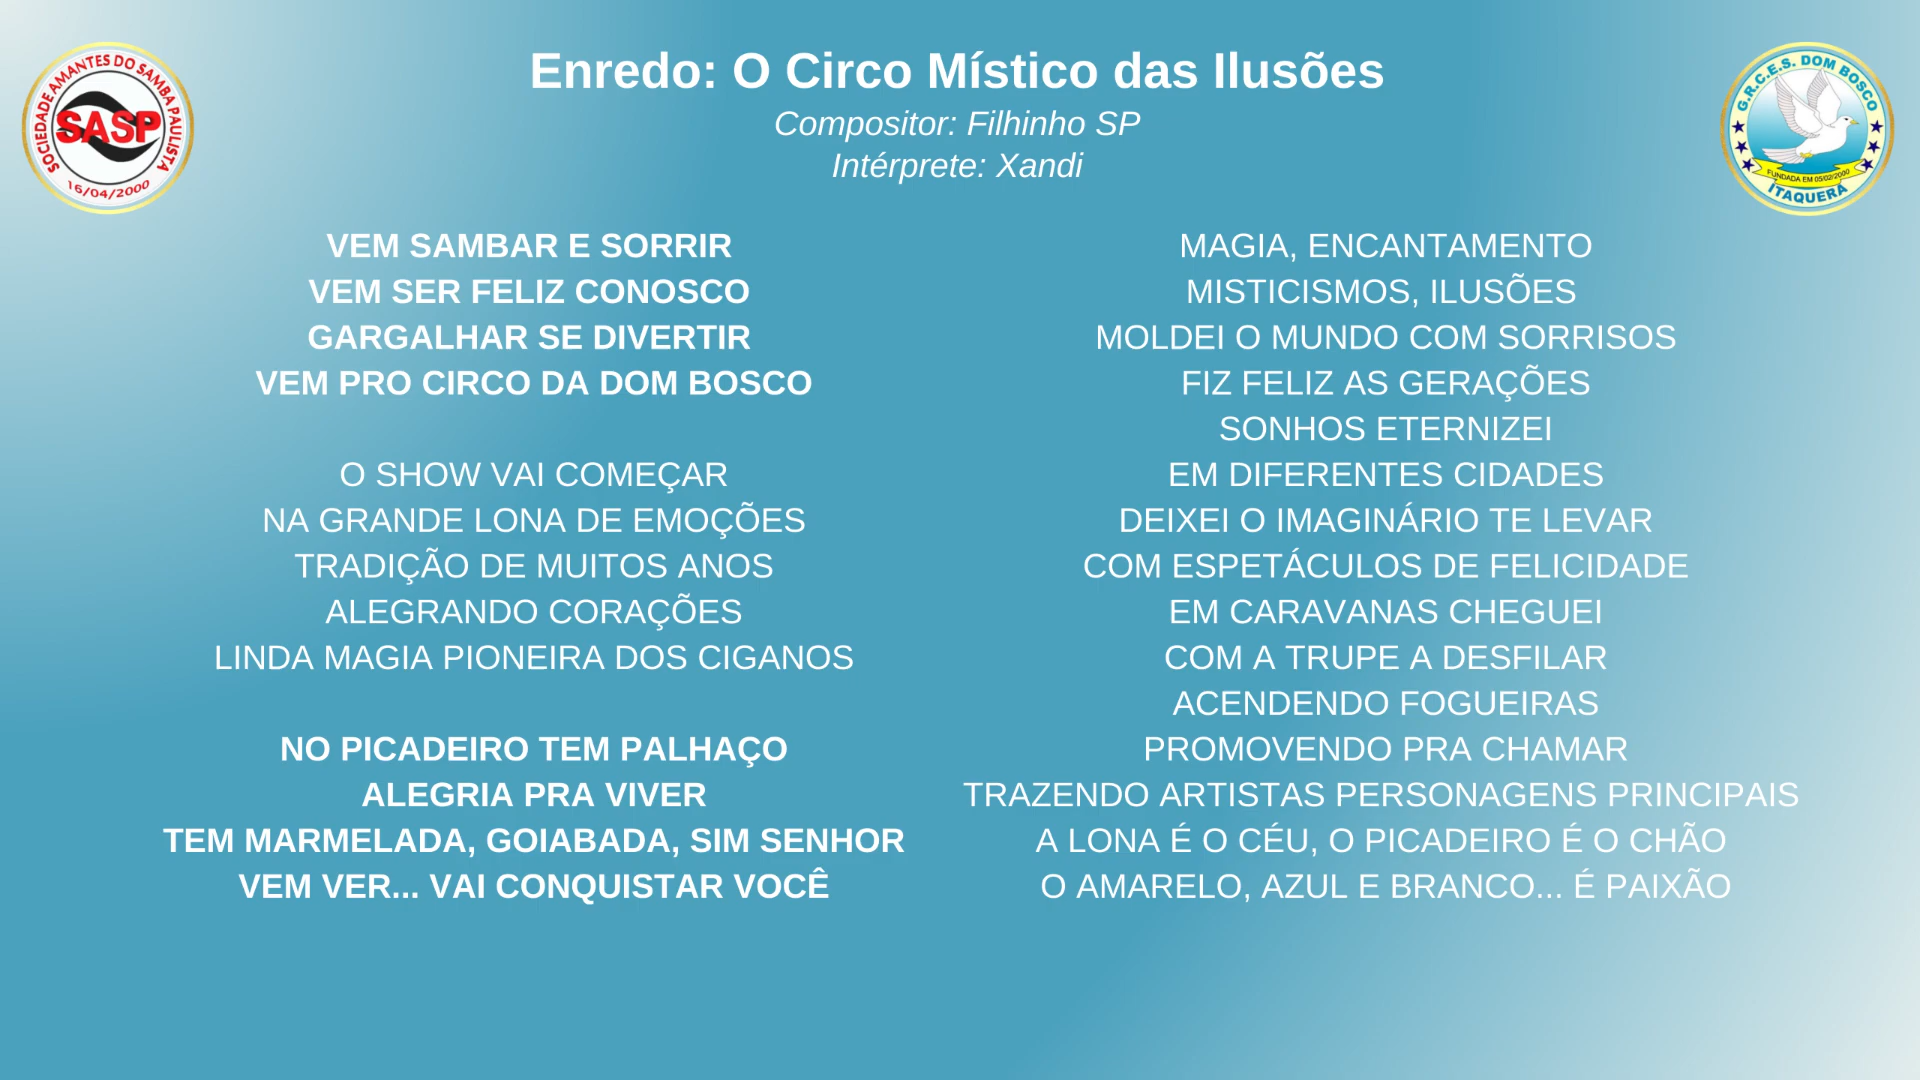 SOCIEDADE AMANTES DO SAMBA PAULISTA
SASP
16/04/2000
Enredo: O Circo Místico das Ilusões
Compositor: Filhinho SP
Intérprete: Xandi
G.R.C.E.S. DOM BOSCO
FUNDADA EM 05/02/2000
ITAQUERA
VEM SAMBAR E SORRIR
VEM SER FELIZ CONOSCO
GARGALHAR SE DIVERTIR
VEM PRO CIRCO DA DOM BOSCO
O SHOW VAI COMEÇAR
NA GRANDE LONA DE EMOÇÕES
TRADIÇÃO DE MUITOS ANOS
ALEGRANDO CORAÇÕES
LINDA MAGIA PIONEIRA DOS CIGANOS
NO PICADEIRO TEM PALHAÇO
ALEGRIA PRA VIVER
TEM MARMELADA, GOIABADA, SIM SENHOR
VEM VER... VAI CONQUISTAR VOCÊ
MAGIA, ENCANTAMENTO
MISTICISMOS, ILUSÕES
MOLDEI O MUNDO COM SORRISOS
FIZ FELIZ AS GERAÇÕES
SONHOS ETERNIZEI
EM DIFERENTES CIDADES
DEIXEI O IMAGINÁRIO TE LEVAR
COM ESPETÁCULOS DE FELICIDADE
EM CARAVANAS CHEGUEI
COM A TRUPE A DESFILAR
ACENDENDO FOGUEIRAS
PROMOVENDO PRA CHAMAR
TRAZENDO ARTISTAS PERSONAGENS PRINCIPAIS
A LONA É O CÉU, O PICADEIRO É O CHÃO
O AMARELO, AZUL E BRANCO... É PAIXÃO